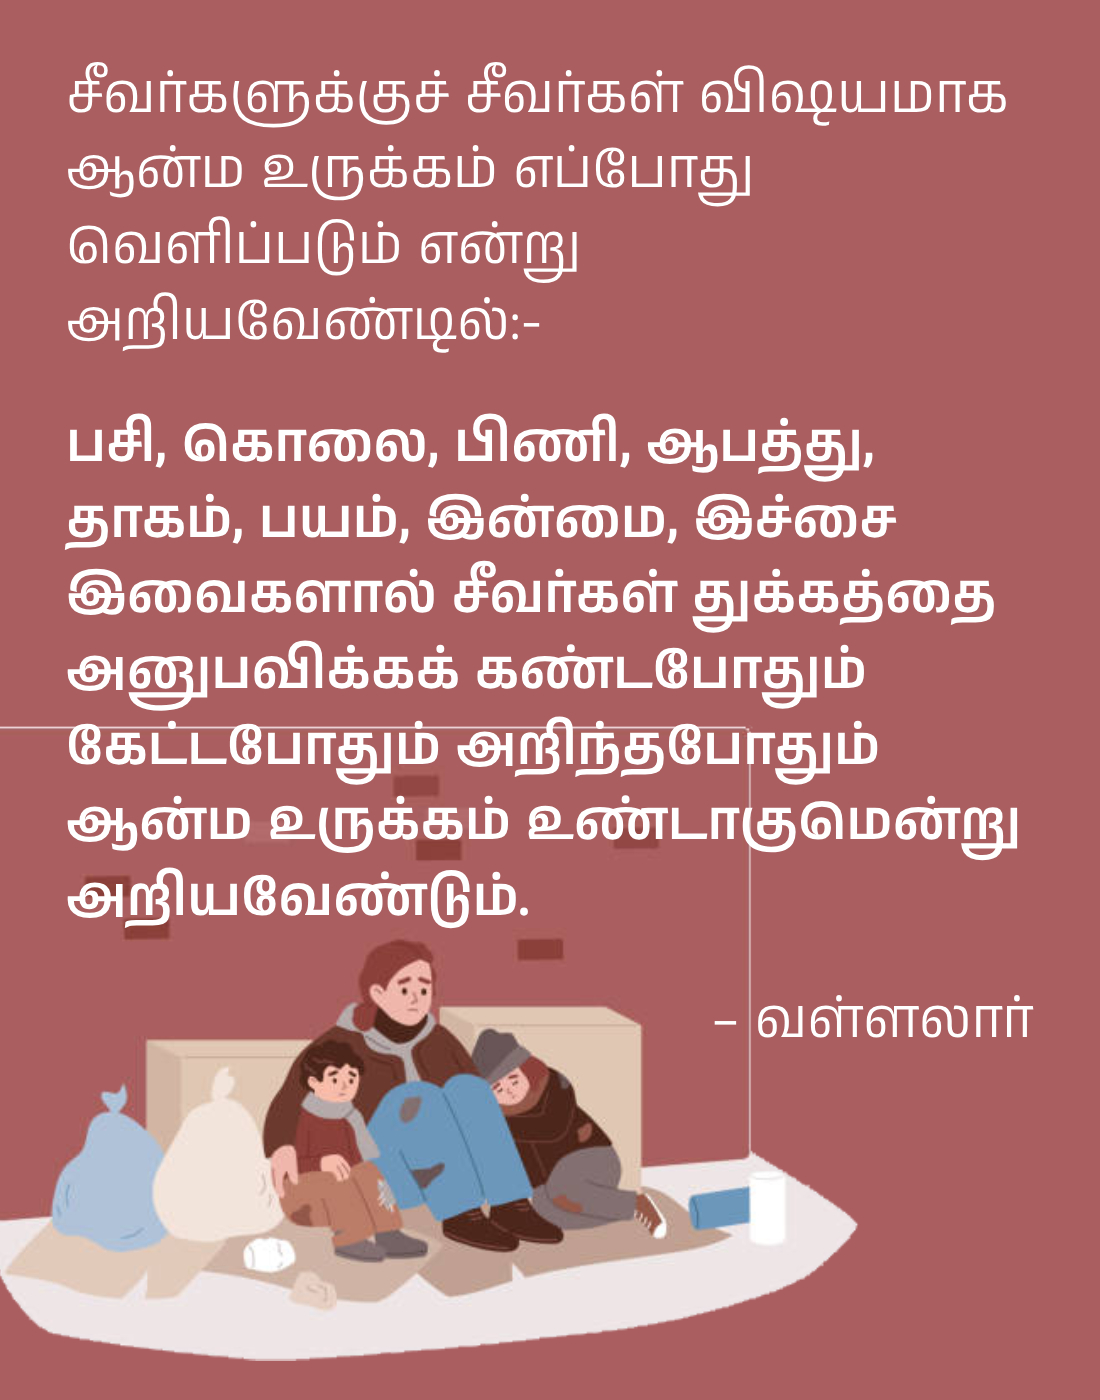 சீவர்களுக்குச் சீவர்கள் விஷயமாக
ஆன்ம உருக்கம் எப்போது
வெளிப்படும் என்று
அறியவேண்டில்:-
பசி, கொலை, பிணி, ஆபத்து,
தாகம், பயம், இன்மை, இச்சை
இவைகளால் சீவர்கள் துக்கத்தை
அனுபவிக்கக் கண்டபோதும்
கேட்டபோதும் அறிந்தபோதும்
ஆன்ம உருக்கம் உண்டாகுமென்று
அறியவேண்டும்.
– வள்ளலார்